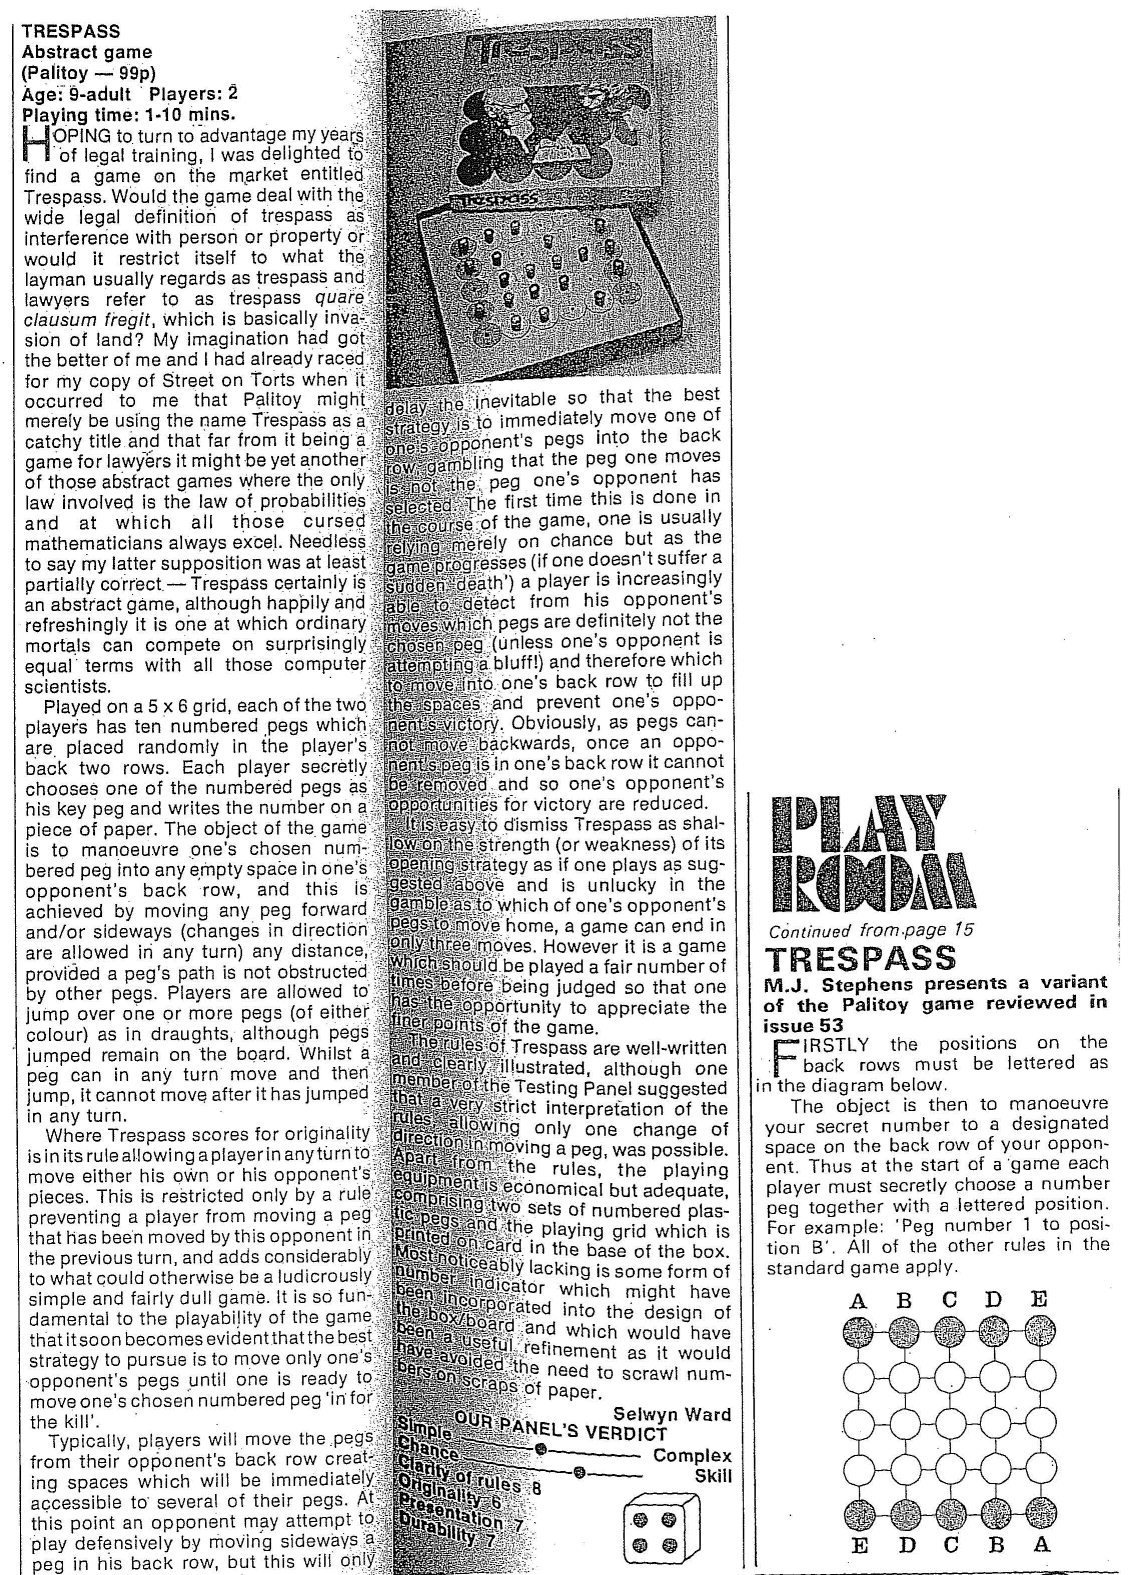 TRESPASS
Abstract game
(Palitoy — 99p)
Age: 9-adult Players: 2
Playing time: 1-10 mins.
HOPING to turn to advantage my years
of legal training, I was delighted to
find a game on the market entitled
Trespass. Would the game deal with the
wide legal definition of trespass as
interference with person or property or
would it restrict itself to what the
layman usually regards as trespass and
lawyers refer to as trespass quare
clausum fregit, which is basically inva-
sion of land? My imagination had got
the better of me and I had already raced
for my copy of Street on Torts when it
occurred to me that Palitoy might
merely be using the name Trespass as a
catchy title and that far from it being a
game for lawyers it might be yet another
of those abstract games where the only
law involved is the law of probabilities
and at which all those cursed
mathematicians always excel. Needless
to say my latter supposition was at least
partially correct — Trespass certainly is
an abstract game, although happily and
refreshingly it is one at which ordinary
mortals can compete on surprisingly
equal terms with all those computer
scientists.
Played on a 5 x 6 grid, each of the two
players has ten numbered pegs which
are placed randomly in the player's
back two rows. Each player secretly
chooses one of the numbered pegs as
his key peg and writes the number on a
piece of paper. The object of the game
is to manoeuvre one's chosen num-
bered peg into any empty space in one's
opponent's back row, and this is
achieved by moving any peg forward
and/or sideways (changes in direction
are allowed in any turn) any distance,
provided a peg's path is not obstructed
by other pegs. Players are allowed to
jump over one or more pegs (of either
colour) as in draughts, although pegs
jumped remain on the board. Whilst a
peg can in any turn move and then
jump, it cannot move after it has jumped
in any turn.
Where Trespass scores for originality
is in its rule allowing a player in any turn to
move either his own or his opponent's
pieces. This is restricted only by a rule
preventing a player from moving a peg
that has been moved by this opponent in
the previous turn, and adds considerably
to what could otherwise be a ludicrously
simple and fairly dull game. It is so fun-
damental to the playability of the game
that it soon becomes evident that the best
strategy to pursue is to move only one's
opponent's pegs until one is ready to
move one's chosen numbered peg 'in for
the kill'.
Typically, players will move the pegs
from their opponent's back row creat-
ing spaces which will be immediately
accessible to several of their pegs. At
this point an opponent may attempt to
play defensively by moving sideways a
peg in his back row, but this will only
Trespass
Trespass
delay the inevitable so that the best
strategy is to immediately move one of
one's opponent's pegs into the back
row, gambling that the peg one moves
is not the peg one's opponent has
selected. The first time this is done in
the course of the game, one is usually
relying merely on chance but as the
game progresses (if one doesn't suffer a
'sudden death') a player is increasingly
able to detect from his opponent's
moves which pegs are definitely not the
chosen peg (unless one's opponent is
attempting a bluff!) and therefore which
to move into one's back row to fill up
the spaces and prevent one's oppo-
nent's victory. Obviously, as pegs can-
not move backwards, once an oppo-
nent's peg is in one's back row it cannot
be removed and so one's opponent's
opportunities for victory are reduced.
It is easy to dismiss Trespass as shal-
low on the strength (or weakness) of its
opening strategy as if one plays as sug-
gested above and is unlucky in the
gamble as to which of one's opponent's
pegs to move home, a game can end in
only three moves. However it is a game
which should be played a fair number of
times before being judged so that one
has the opportunity to appreciate the
finer points of the game.
The rules of Trespass are well-written
and clearly illustrated, although one
member of the Testing Panel suggested
that a very strict interpretation of the
rules, allowing only one change of
direction in moving a peg, was possible.
Apart from the rules, the playing
equipment is economical but adequate,
comprising two sets of numbered plas-
tic pegs and the playing grid which is
printed on card in the base of the box.
Most noticeably lacking is some form of
number indicator which might have
been incorporated into the design of
the box/board and which would have
been a useful refinement as it would
have avoided the need to scrawl num-
bers on scraps of paper.
Selwyn Ward
OUR PANEL'S VERDICT
Simple Complex
Chance Skill
Clarity of rules 8
Originality 6
Presentation 7
Durability 7
PLAY
ROOM
Continued from page 15
TRESPASS
M.J. Stephens presents a variant
of the Palitoy game reviewed in
issue 53
FIRSTLY the positions on the
back rows must be lettered as
in the diagram below.
The object is then to manoeuvre
your secret number to a designated
space on the back row of your oppon-
ent. Thus at the start of a game each
player must secretly choose a number
peg together with a lettered position.
For example: 'Peg number 1 to posi-
tion B'. All of the other rules in the
standard game apply.
A B C D E
E D C B A